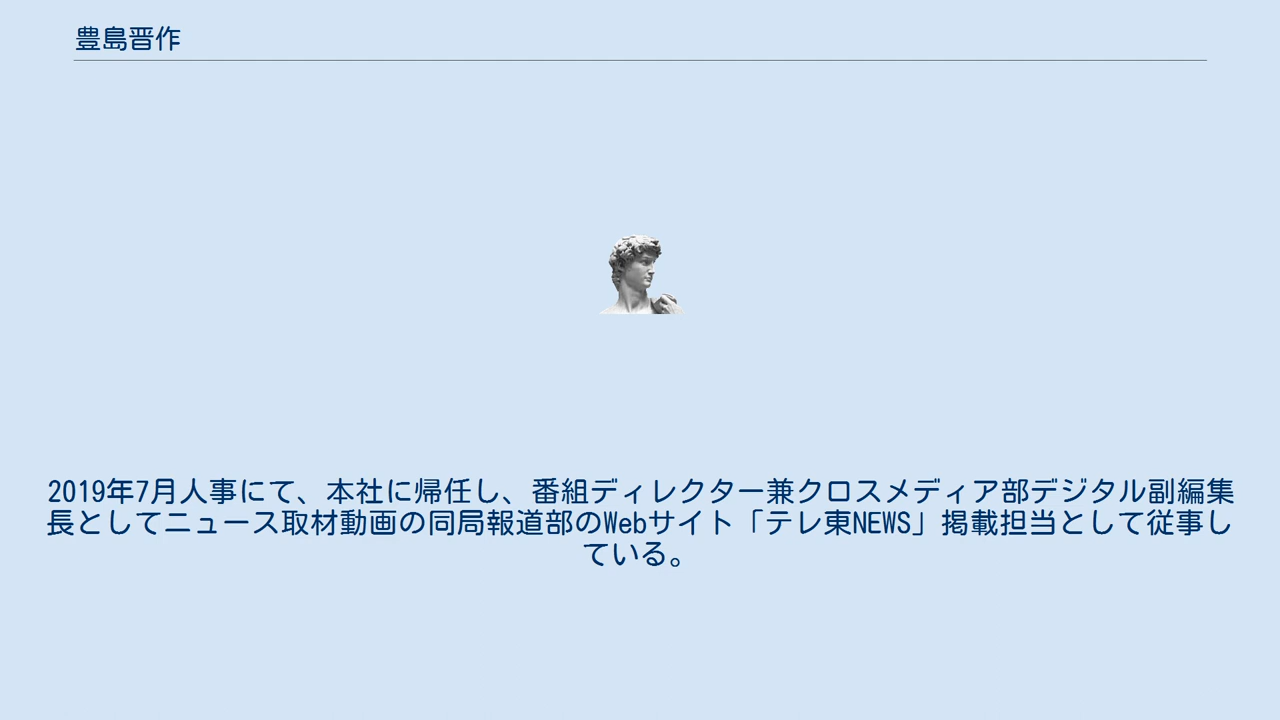 豊島晋作
2019年7月人事にて、本社に帰任し、番組ディレクター兼クロスメディア部デジタル副編集
長としてニュース取材動画の同局報道部のWebサイト「テレ東NEWS」掲載担当として従事し
ている。